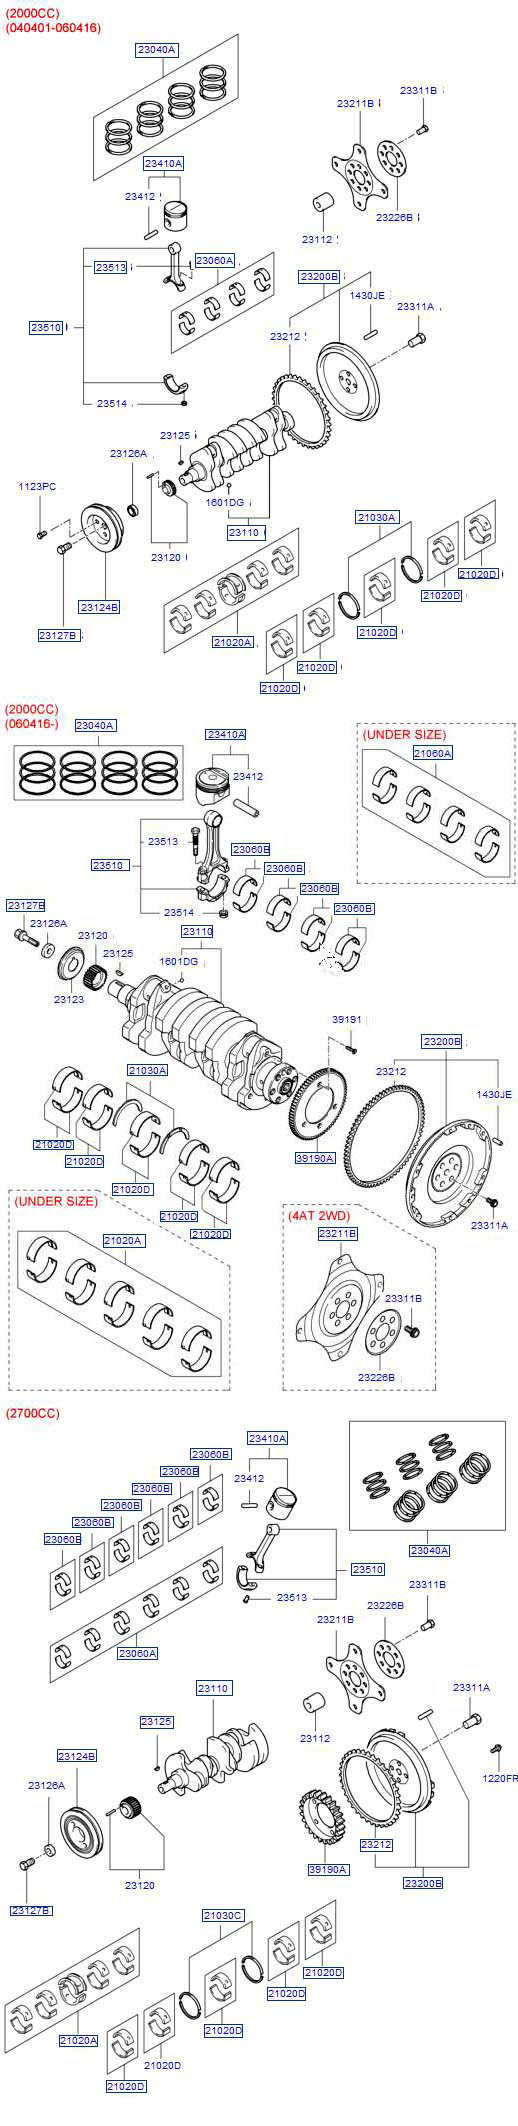 (2000CC)
(040401-060416)
23040A
23311B
23211B
23410A
23412
23226B
23112
23513
23060A
23200B
1430JE
23311A
23510
23212
23514
23125
23126A
1123PC
1601DG
23110
21030A
23120
21020D
21020D
23124B
23127B
21020A
21020D
21020D
21020D
(2000CC)
(060416-)
23040A
23410A
(UNDER SIZE)
21060A
23412
23513
23060B
23510
23060B
23060B
23127B
23514
23060B
23126A
23110
23120
23125
1601DG
23123
39191
23200B
21030A
23212
1430JE
21020D
39190A
21020D
21020D
(UNDER SIZE)
21020D
(4AT 2WD)
23311A
21020D
23211B
21020A
23311B
23226B
(2700CC)
23410A
23060B
23060B
23412
23060B
23060B
23060B
23060B
23040A
23510
23311B
23513
23226B
23211B
23060A
23110
23311A
23125
23112
23124B
1220FR
23126A
23212
39190A
23120
23200B
23127B
21030C
21020D
21020D
21020D
21020A
21020D
21020D